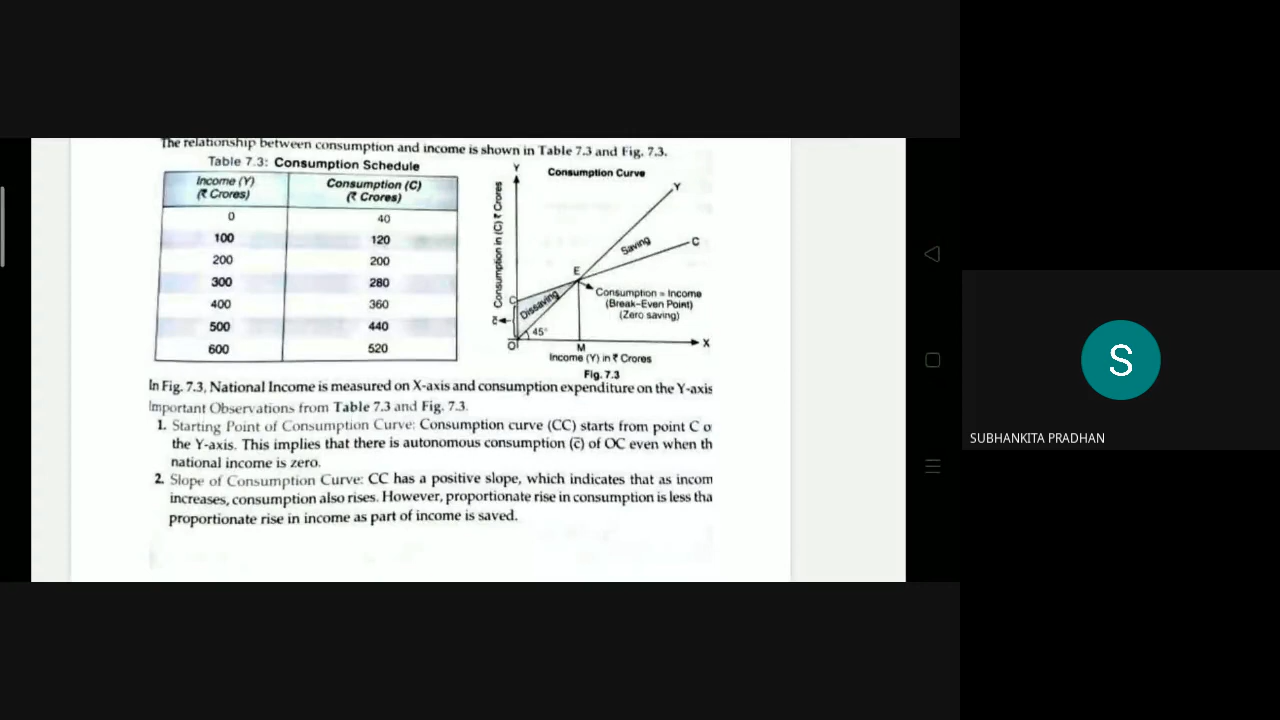 The relationship between consumption and income is shown in Table 7.3 and Fig. 7.3.
Table 7.3: Consumption Schedule
Income (Y) (₹ Crores) Consumption (C) (₹ Crores)
0 40
100 120
200 200
300 280
400 360
500 440
600 520
Consumption Curve
Y
Consumption in (C) ₹ Crores
Y
Saving
C
E
C
Dissaving
Consumption = Income
(Break-Even Point)
(Zero saving)
c̄
45°
O
M
X
Income (Y) in ₹ Crores
Fig. 7.3
In Fig. 7.3, National Income is measured on X-axis and consumption expenditure on the Y-axis
Important Observations from Table 7.3 and Fig. 7.3.
1. Starting Point of Consumption Curve: Consumption curve (CC) starts from point C o
the Y-axis. This implies that there is autonomous consumption (c̄) of OC even when th
national income is zero.
2. Slope of Consumption Curve: CC has a positive slope, which indicates that as incom
increases, consumption also rises. However, proportionate rise in consumption is less tha
proportionate rise in income as part of income is saved.
S
SUBHANKITA PRADHAN